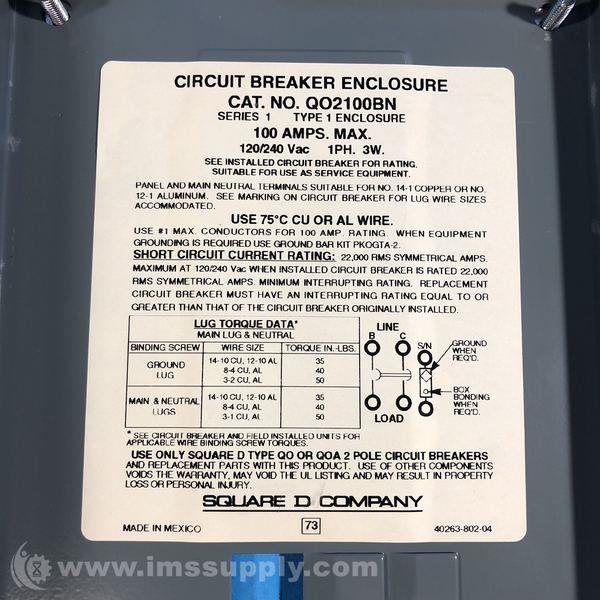 CIRCUIT BREAKER ENCLOSURE
CAT. NO. QO2100BN
SERIES 1 TYPE 1 ENCLOSURE
100 AMPS. MAX.
120/240 Vac 1PH. 3W.
SEE INSTALLED CIRCUIT BREAKER FOR RATING.
SUITABLE FOR USE AS SERVICE EQUIPMENT.
PANEL AND MAIN NEUTRAL TERMINALS SUITABLE FOR NO. 14-1 COPPER OR NO.
12-1 ALUMINUM. SEE MARKING ON CIRCUIT BREAKER FOR LUG WIRE SIZES
ACCOMMODATED.
USE 75°C CU OR AL WIRE.
USE #1 MAX. CONDUCTORS FOR 100 AMP. RATING. WHEN EQUIPMENT
GROUNDING IS REQUIRED USE GROUND BAR KIT PKOGTA-2.
SHORT CIRCUIT CURRENT RATING: 22,000 RMS SYMMETRICAL AMPS.
MAXIMUM AT 120/240 Vac WHEN INSTALLED CIRCUIT BREAKER IS RATED 22,000
RMS SYMMETRICAL AMPS. MINIMUM INTERRUPTING RATING. REPLACEMENT
CIRCUIT BREAKER MUST HAVE AN INTERRUPTING RATING EQUAL TO OR
GREATER THAN THAT OF THE CIRCUIT BREAKER ORIGINALLY INSTALLED.
LUG TORQUE DATA*
MAIN LUG & NEUTRAL
BINDING SCREW WIRE SIZE TORQUE IN.-LBS.
GROUND LUG
14-10 CU, 12-10 AL 35
8-4 CU, AL 40
3-2 CU, AL 50
MAIN & NEUTRAL LUGS
14-10 CU, 12-10 AL 35
8-4 CU, AL 40
3-1 CU, AL 50
LINE
B C S/N
GROUND
WHEN
REQ'D.
BOX
BONDING
WHEN
REQ'D.
LOAD
* SEE CIRCUIT BREAKER AND FIELD INSTALLED UNITS FOR
APPLICABLE WIRE BINDING SCREW TORQUES.
USE ONLY SQUARE D TYPE QO OR QOA 2 POLE CIRCUIT BREAKERS
AND REPLACEMENT PARTS WITH THIS PRODUCT. USE OF OTHER COMPONENTS
VOIDS THE WARRANTY, MAY VOID THE UL LISTING AND MAY RESULT IN PROPERTY
LOSS OR PERSONAL INJURY.
SQUARE D COMPANY
MADE IN MEXICO 73 40263-802-04
www.imssupply.com